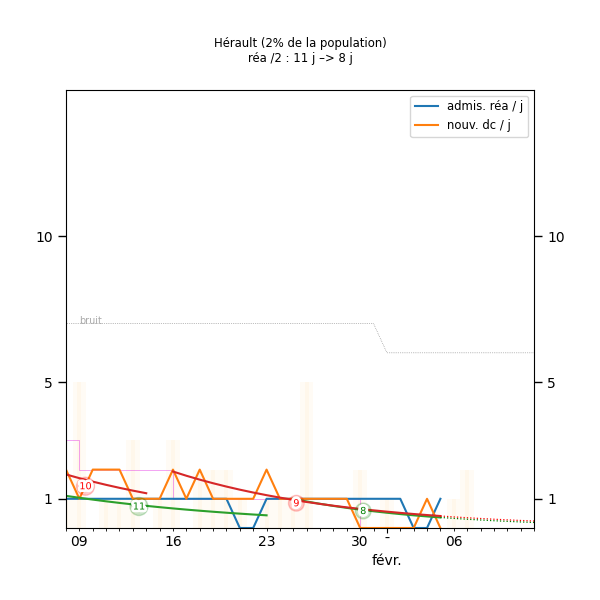 Hérault (2% de la population)
réa /2 : 11 j –> 8 j
admis. réa / j
nouv. dc / j
10
10
bruit
5
5
10
11
9
8
1
1
09
16
23
30
-
06
févr.